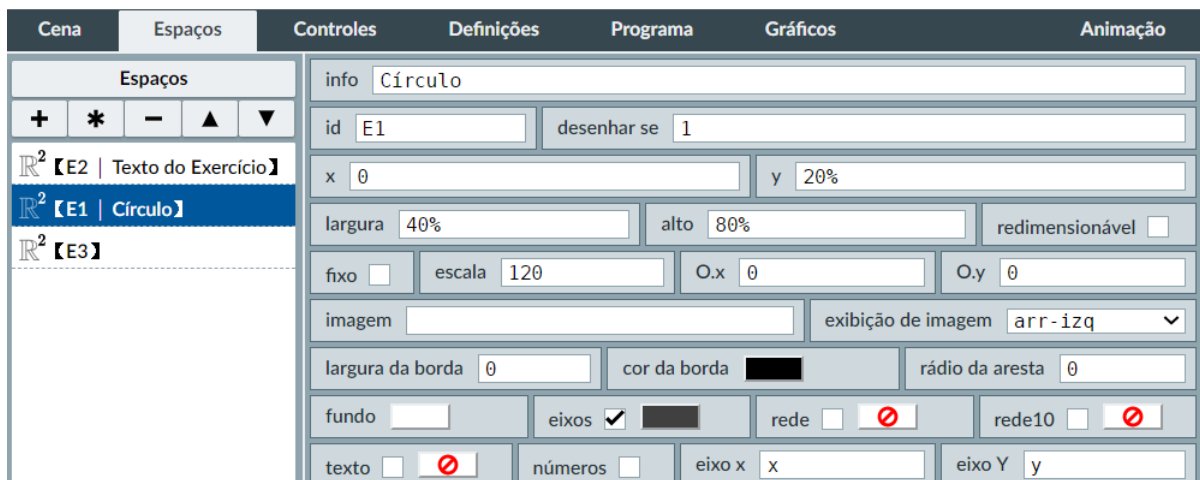 Cena Espaços Controles Definições Programa Gráficos Animação
Espaços
+ * − ▲ ▼
ℝ² 【E2 | Texto do Exercício】
ℝ² 【E1 | Círculo】
ℝ² 【E3】
info Círculo
id E1 desenhar se 1
x 0 y 20%
largura 40% alto 80% redimensionável
fixo escala 120 O.x 0 O.y 0
imagem exibição de imagem arr-izq
largura da borda 0 cor da borda rádio da aresta 0
fundo eixos rede rede10
texto números eixo x x eixo Y y